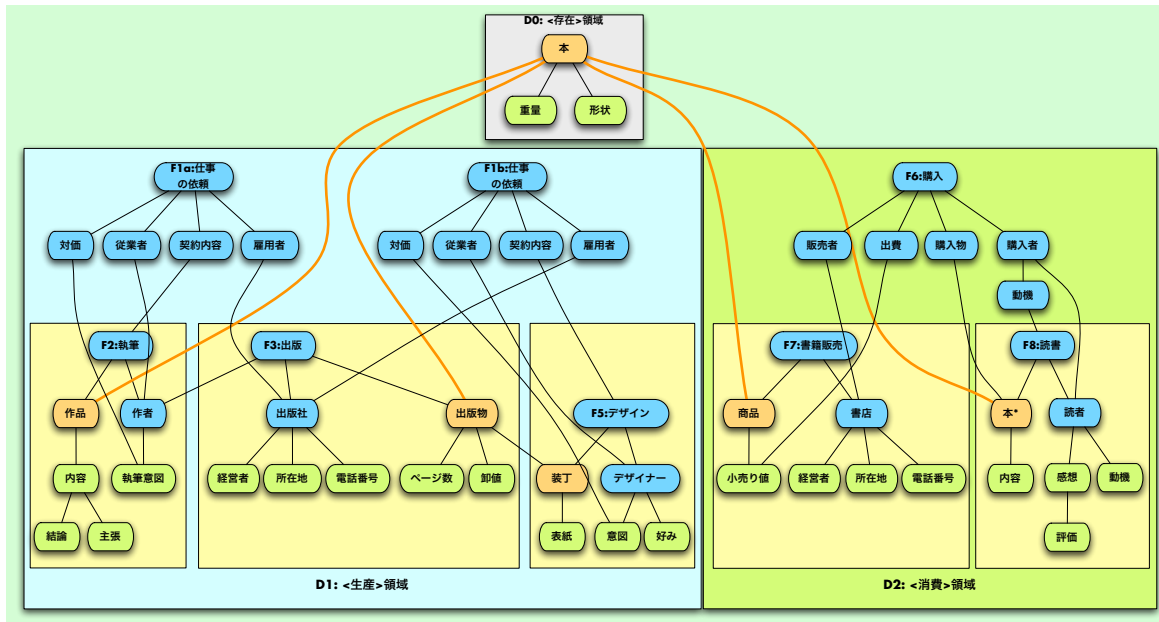 D0: <存在>領域
本
重量
形状
F1a:仕事
の依頼
F1b:仕事
の依頼
F6:購入
対価
従業者
契約内容
雇用者
対価
従業者
契約内容
雇用者
販売者
出費
購入物
購入者
動機
F2:執筆
F3:出版
F7:書籍販売
F8:読書
作品
作者
出版社
出版物
F5:デザイン
商品
書店
本*
読者
内容
執筆意図
経営者
所在地
電話番号
ページ数
卸値
装丁
デザイナー
小売り値
経営者
所在地
電話番号
内容
感想
動機
結論
主張
表紙
意図
好み
評価
D1: <生産>領域
D2: <消費>領域